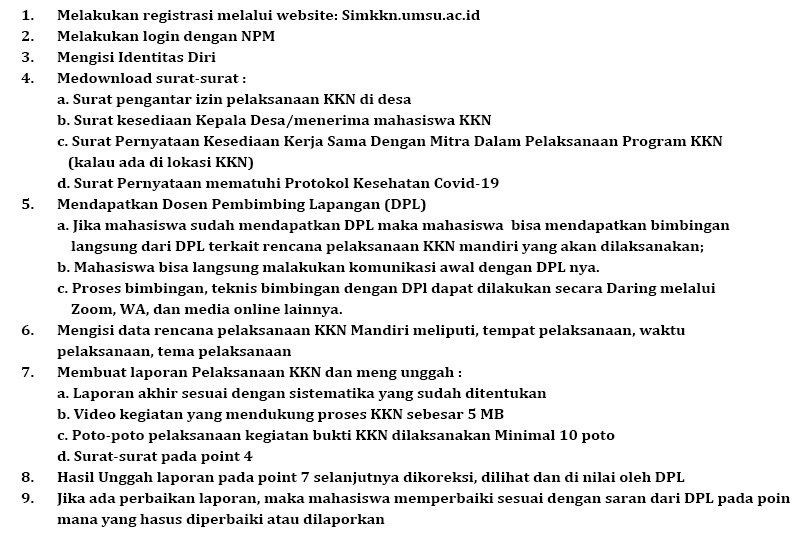 1. Melakukan registrasi melalui website: Simkkn.umsu.ac.id
2. Melakukan login dengan NPM
3. Mengisi Identitas Diri
4. Medownload surat-surat :
a. Surat pengantar izin pelaksanaan KKN di desa
b. Surat kesediaan Kepala Desa/menerima mahasiswa KKN
c. Surat Pernyataan Kesediaan Kerja Sama Dengan Mitra Dalam Pelaksanaan Program KKN
(kalau ada di lokasi KKN)
d. Surat Pernyataan mematuhi Protokol Kesehatan Covid-19
5. Mendapatkan Dosen Pembimbing Lapangan (DPL)
a. Jika mahasiswa sudah mendapatkan DPL maka mahasiswa bisa mendapatkan bimbingan
langsung dari DPL terkait rencana pelaksanaan KKN mandiri yang akan dilaksanakan;
b. Mahasiswa bisa langsung malakukan komunikasi awal dengan DPL nya.
c. Proses bimbingan, teknis bimbingan dengan DPl dapat dilakukan secara Daring melalui
Zoom, WA, dan media online lainnya.
6. Mengisi data rencana pelaksanaan KKN Mandiri meliputi, tempat pelaksanaan, waktu
pelaksanaan, tema pelaksanaan
7. Membuat laporan Pelaksanaan KKN dan meng unggah :
a. Laporan akhir sesuai dengan sistematika yang sudah ditentukan
b. Video kegiatan yang mendukung proses KKN sebesar 5 MB
c. Poto-poto pelaksanaan kegiatan bukti KKN dilaksanakan Minimal 10 poto
d. Surat-surat pada point 4
8. Hasil Unggah laporan pada point 7 selanjutnya dikoreksi, dilihat dan di nilai oleh DPL
9. Jika ada perbaikan laporan, maka mahasiswa memperbaiki sesuai dengan saran dari DPL pada poin
mana yang hasus diperbaiki atau dilaporkan